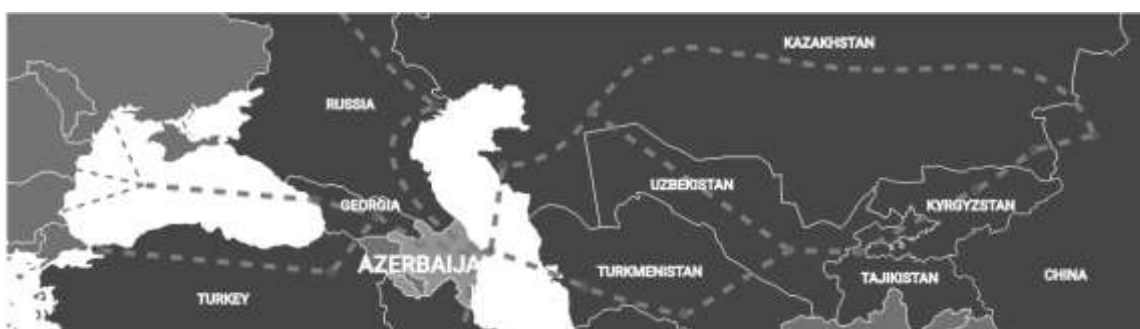 KAZAKHSTAN
RUSSIA
UZBEKISTAN
GEORGIA
KYRGYZSTAN
AZERBAIJA
TURKMENISTAN
TAJIKISTAN
CHINA
TURKEY